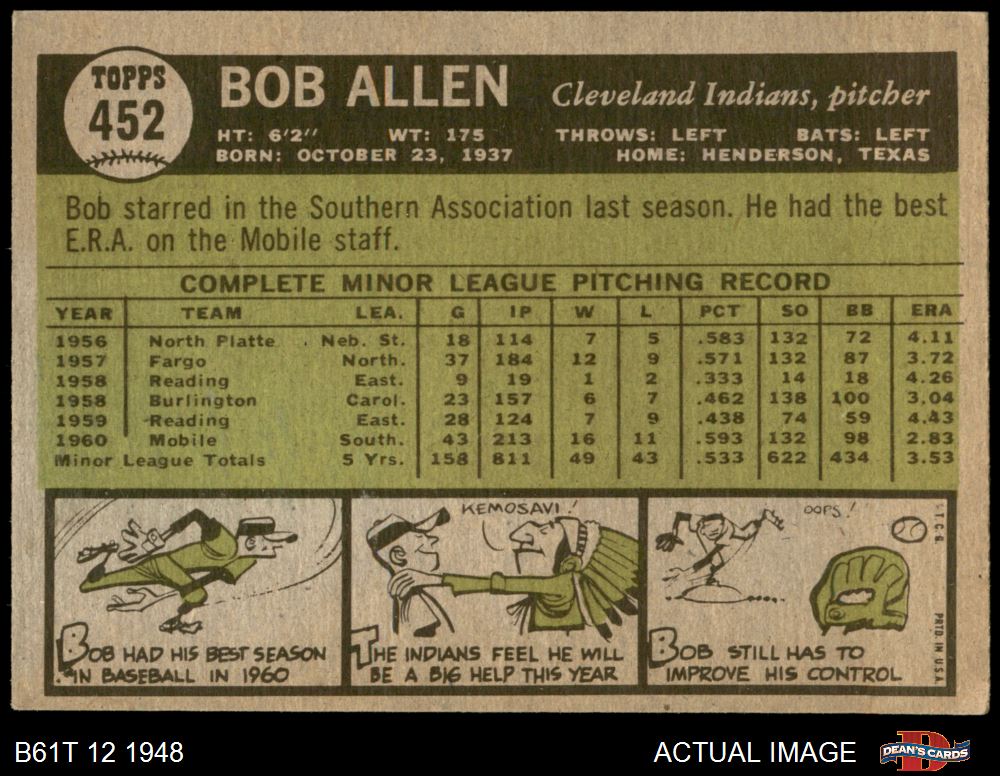 TOPPS
452
BOB ALLEN
Cleveland Indians, pitcher
HT: 6'2" WT: 175 THROWS: LEFT BATS: LEFT
BORN: OCTOBER 23, 1937 HOME: HENDERSON, TEXAS
Bob starred in the Southern Association last season. He had the best
E.R.A. on the Mobile staff.
COMPLETE MINOR LEAGUE PITCHING RECORD
YEAR TEAM LEA. G IP W L PCT SO BB ERA
1956 North Platte Neb. St. 18 114 7 5 .583 132 72 4.11
1957 Fargo North. 37 184 12 9 .571 132 87 3.72
1958 Reading East. 9 19 1 2 .333 14 18 4.26
1958 Burlington Carol. 23 157 6 7 .462 138 100 3.04
1959 Reading East. 28 124 7 9 .438 74 59 4.43
1960 Mobile South. 43 213 16 11 .593 132 98 2.83
Minor League Totals 5 Yrs. 158 811 49 43 .533 622 434 3.53
BOB HAD HIS BEST SEASON
IN BASEBALL IN 1960
KEMOSAVI!
THE INDIANS FEEL HE WILL
BE A BIG HELP THIS YEAR
OOPS!
BOB STILL HAS TO
IMPROVE HIS CONTROL
T.C.G.
PRTD. IN U.S.A.
B61T 12 1948
ACTUAL IMAGE
DEAN'S CARDS